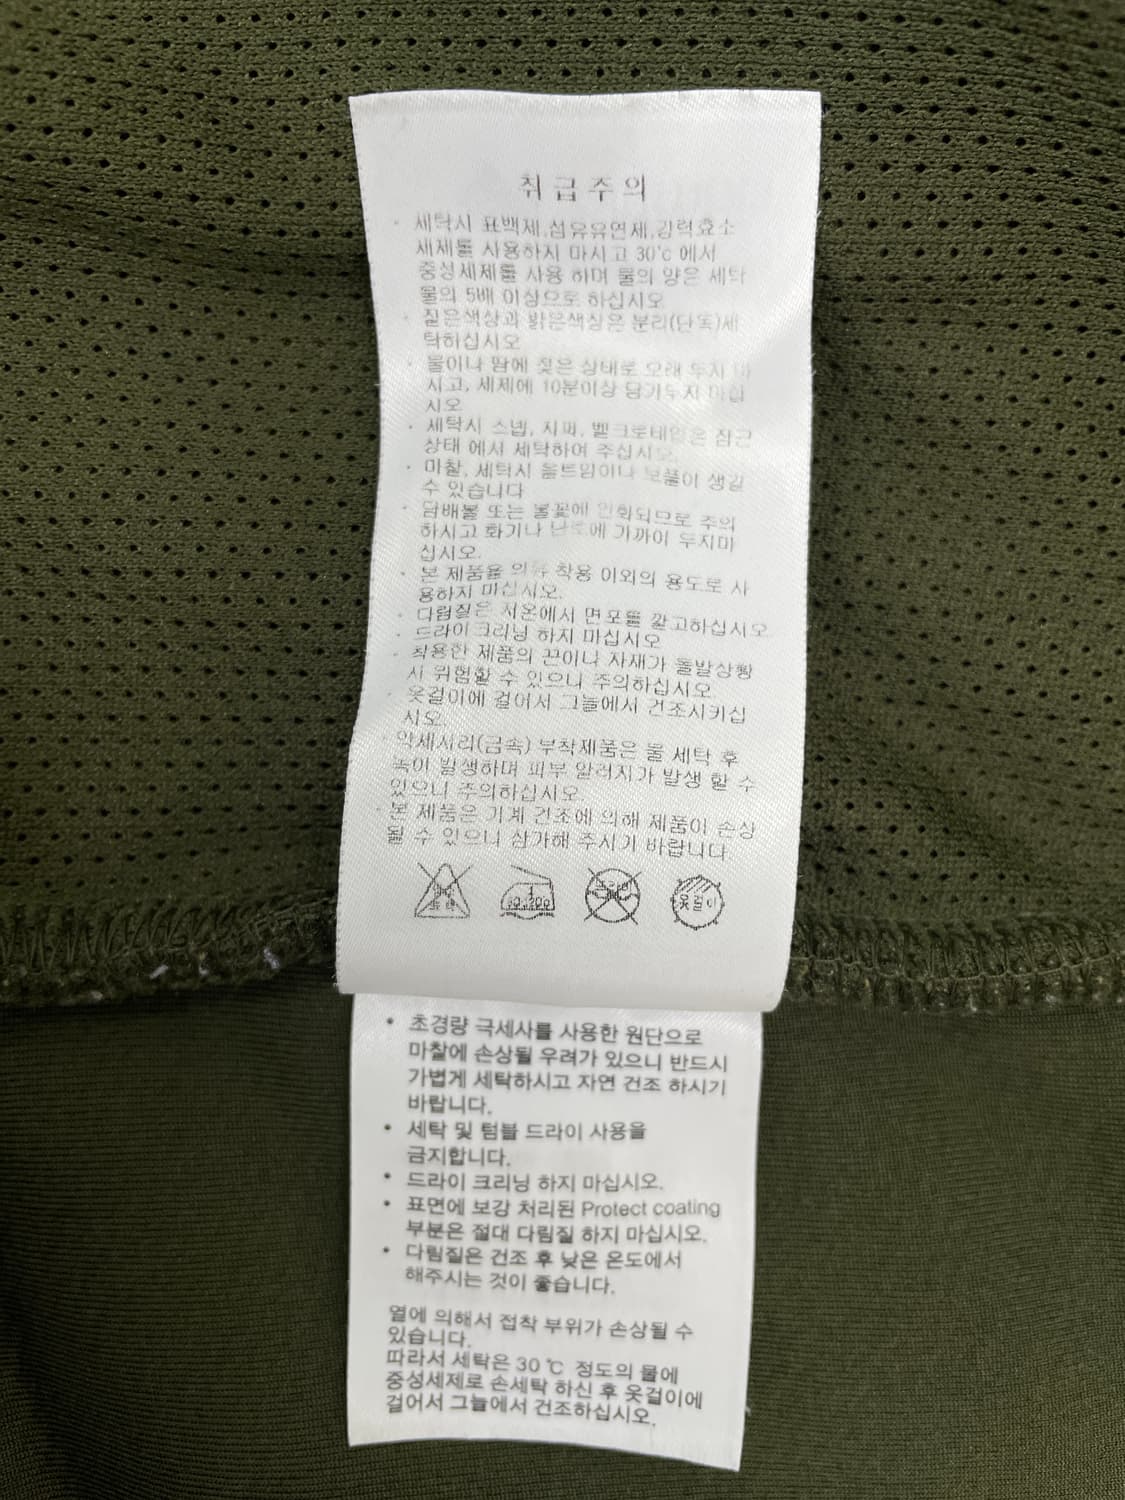 취급주의
· 세탁시 표백제,섬유유연제,강력효소
세제를 사용하지 마시고 30°c 에서
중성세제를 사용 하며 물의 양은 세탁
물의 5배 이상으로 하십시오
· 짙은색상과 밝은색상은 분리(단독)세
탁하십시오
· 물이나 땀에 젖은 상태로 오래 두지 마
시고, 세제에 10분이상 담가두지 마십
시오
· 세탁시 스냅, 지퍼, 벨크로테잎은 잠근
상태 에서 세탁하여 주십시오.
· 마찰, 세탁시 올트임이나 보풀이 생길
수 있습니다
· 담배불 또는 불꽃에 인화되므로 주의
하시고 화기나 난로에 가까이 두지마
십시오.
· 본 제품을 의류 착용 이외의 용도로 사
용하지 마십시오.
· 다림질은 저온에서 면포를 깔고하십시오
· 드라이크리닝 하지 마십시오
· 착용한 제품의 끈이나 자재가 돌발상황
시 위험할 수 있으니 주의하십시오.
· 옷걸이에 걸어서 그늘에서 건조시키십
시오.
· 악세서리(금속) 부착제품은 물 세탁 후
녹이 발생하며 피부 알러지가 발생 할 수
있으니 주의하십시오.
· 본 제품은 기계 건조에 의해 제품이 손상
될 수 있으니 삼가해 주시기 바랍니다.
옷걸이
• 초경량 극세사를 사용한 원단으로
마찰에 손상될 우려가 있으니 반드시
가볍게 세탁하시고 자연 건조 하시기
바랍니다.
• 세탁 및 텀블 드라이 사용을
금지합니다.
• 드라이 크리닝 하지 마십시오.
• 표면에 보강 처리된 Protect coating
부분은 절대 다림질 하지 마십시오.
• 다림질은 건조 후 낮은 온도에서
해주시는 것이 좋습니다.
열에 의해서 접착 부위가 손상될 수
있습니다.
따라서 세탁은 30 ℃ 정도의 물에
중성세제로 손세탁 하신 후 옷걸이에
걸어서 그늘에서 건조하십시오.